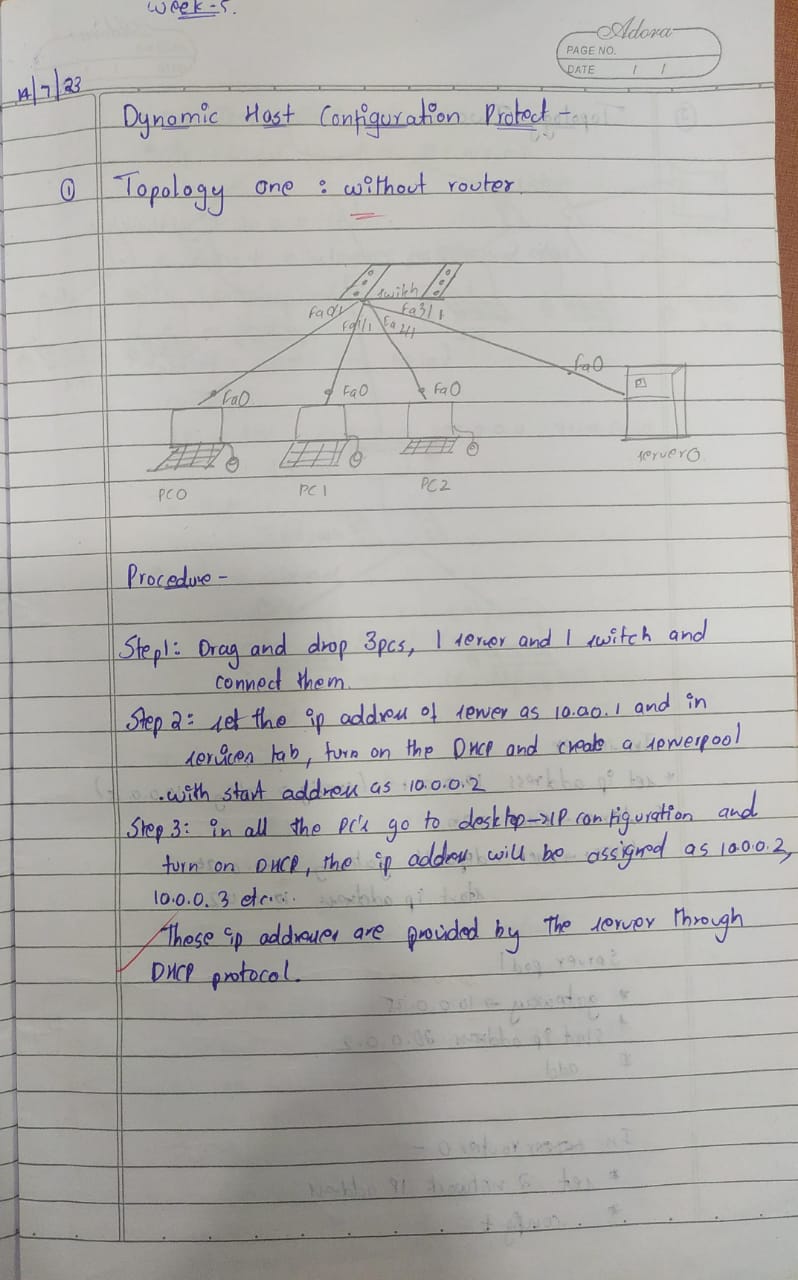 Week-5.
Adora
PAGE NO.
DATE / /
14/7/23
Dynamic Host Configuration Protect-
① Topology one : without router.
switch
Fa0/1 Fa1/1 Fa2/1 Fa3/1
Fa0 Fa0 Fa0 Fa0
PC0 PC1 PC2 server0
Procedure -
Step1: Drag and drop 3pcs, 1 server and 1 switch and
connect them.
Step 2: set the ip address of server as 10.0.0.1 and in
services tab, turn on the DHCP and create a serverpool
.with start address as 10.0.0.2
Step 3: in all the PC's go to desktop→IP configuration and
turn on DHCP, the ip address will be assigned as 10.0.0.2,
10.0.0.3 etc....
These ip addresses are provided by the server through
DHCP protocol.